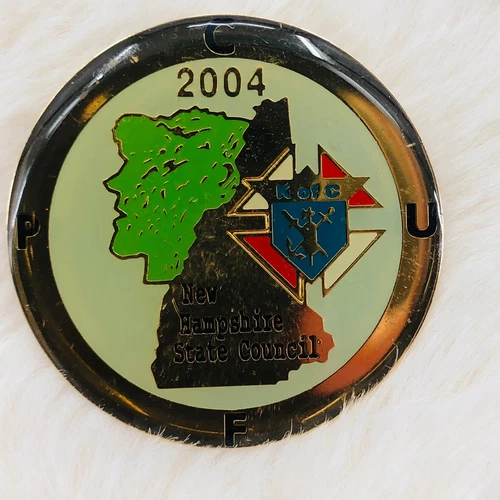 C
2004
K of C
P
U
New
Hampshire
State Council
F